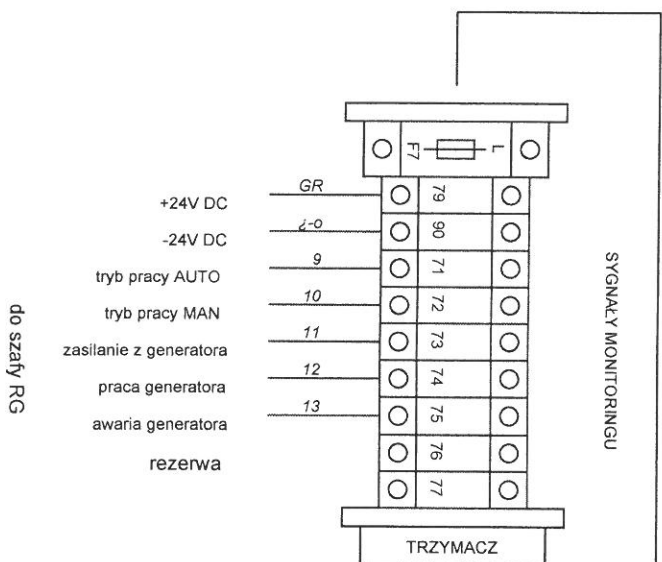 F7 L
+24V DC GR 79
-24V DC ż-o 90
tryb pracy AUTO 9 71
tryb pracy MAN 10 72
zasilanie z generatora 11 73
praca generatora 12 74
awaria generatora 13 75
rezerwa 76
77
TRZYMACZ
do szafy RG
SYGNAŁY MONITORINGU